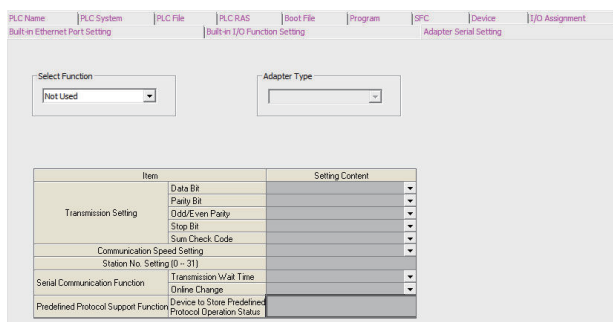 PLC Name PLC System PLC File PLC RAS Boot File Program SFC Device I/O Assignment
Built-in Ethernet Port Setting Built-in I/O Function Setting Adapter Serial Setting
Select Function Adapter Type
Not Used
Item Setting Content
Transmission Setting
Data Bit
Parity Bit
Odd/Even Parity
Stop Bit
Sum Check Code
Communication Speed Setting
Station No. Setting (0 -- 31)
Serial Communication Function
Transmission Wait Time
Online Change
Predefined Protocol Support Function
Device to Store Predefined
Protocol Operation Status